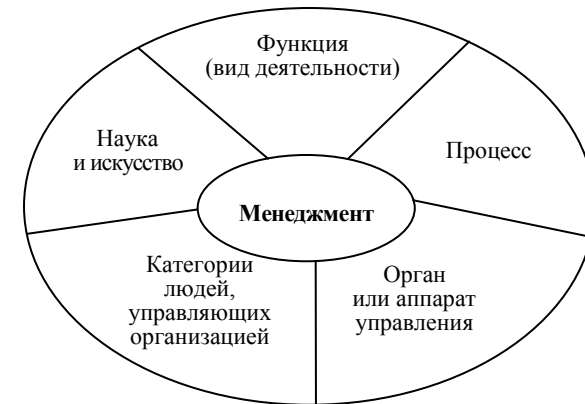 Функция
(вид деятельности)
Наука
и искусство
Процесс
Менеджмент
Категории
людей,
управляющих
организацией
Орган
или аппарат
управления